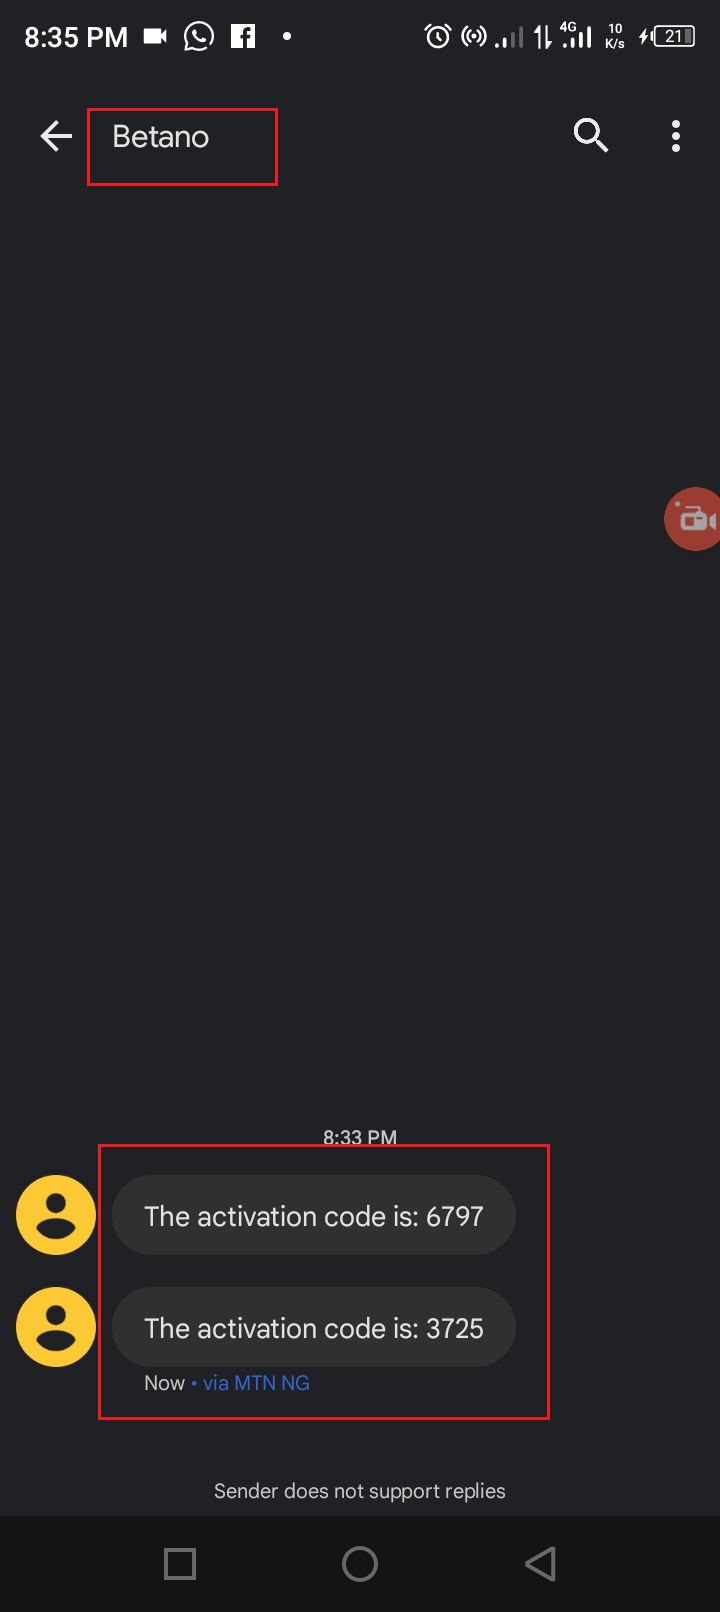 8:35 PM
4G
10
K/s
21
Betano
8:33 PM
The activation code is: 6797
The activation code is: 3725
Now • via MTN NG
Sender does not support replies